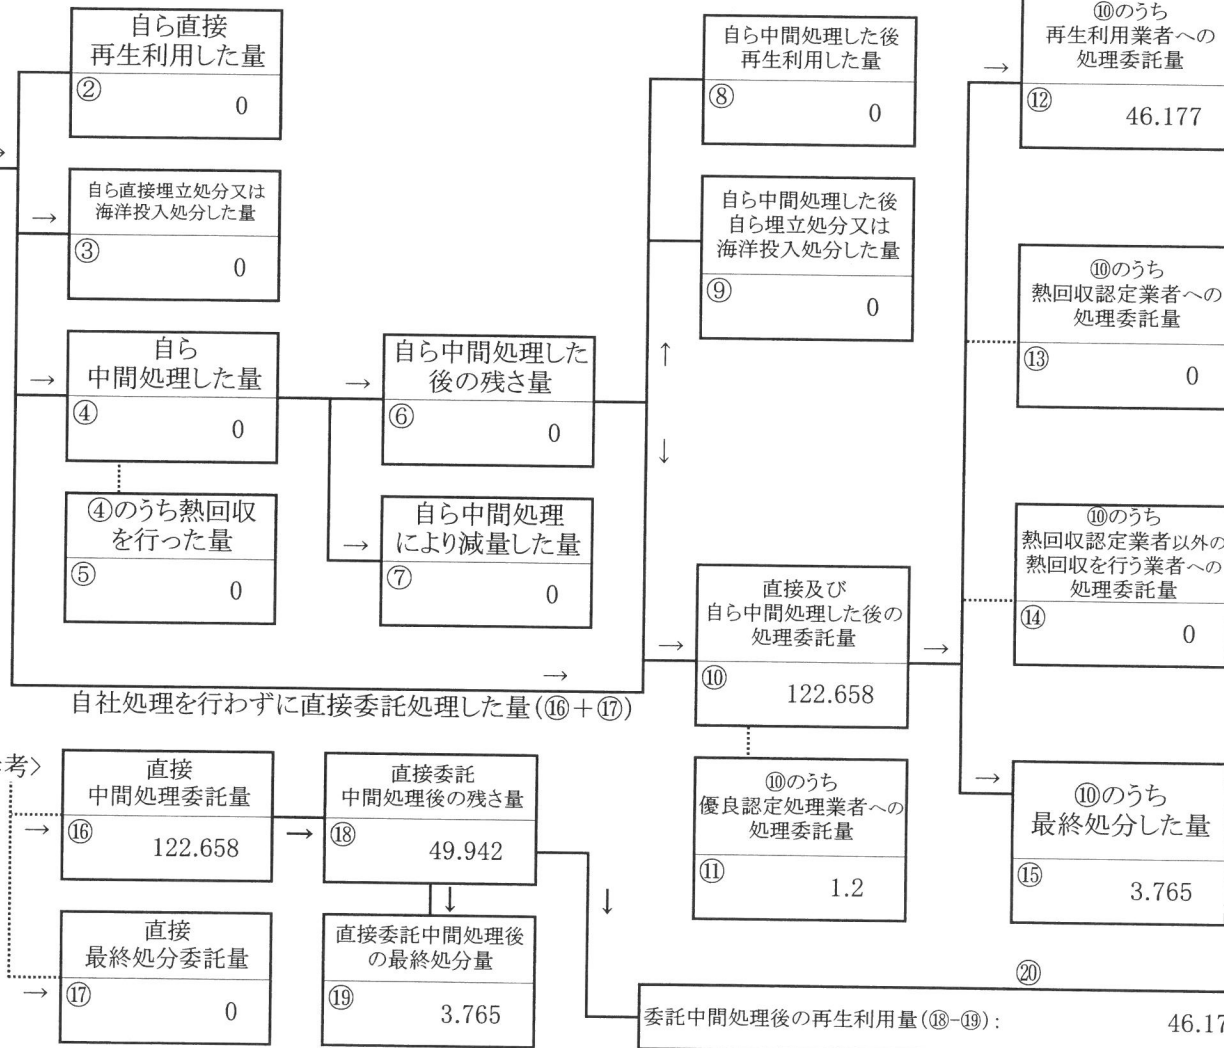 自ら直接
再生利用した量
②
0
自ら直接埋立処分又は
海洋投入処分した量
→
③
0
自ら
中間処理した量
→
④
0
④のうち熱回収
を行った量
⑤
0
自ら中間処理した
後の残さ量
→
⑥
0
自ら中間処理
により減量した量
→
⑦
0
自ら中間処理した後
再生利用した量
⑧
0
自ら中間処理した後
自ら埋立処分又は
海洋投入処分した量
⑨
0
↑
↓
直接及び
自ら中間処理した後の
処理委託量
→
⑩
122.658
→
⑩のうち
優良認定処理業者への
処理委託量
⑪
1.2
⑩のうち
再生利用業者への
処理委託量
→
⑫
46.177
⑩のうち
熱回収認定業者への
処理委託量
⑬
0
⑩のうち
熱回収認定業者以外の
熱回収を行う業者への
処理委託量
⑭
0
⑩のうち
最終処分した量
→
⑮
3.765
→
自社処理を行わずに直接委託処理した量(⑯+⑰)
考>
直接
中間処理委託量
→
⑯
122.658
直接
最終処分委託量
→
⑰
0
直接委託
中間処理後の残さ量
→
⑱
49.942
↓
直接委託中間処理後
の最終処分量
⑲
3.765
↓
⑳
委託中間処理後の再生利用量(⑱-⑲):
46.17